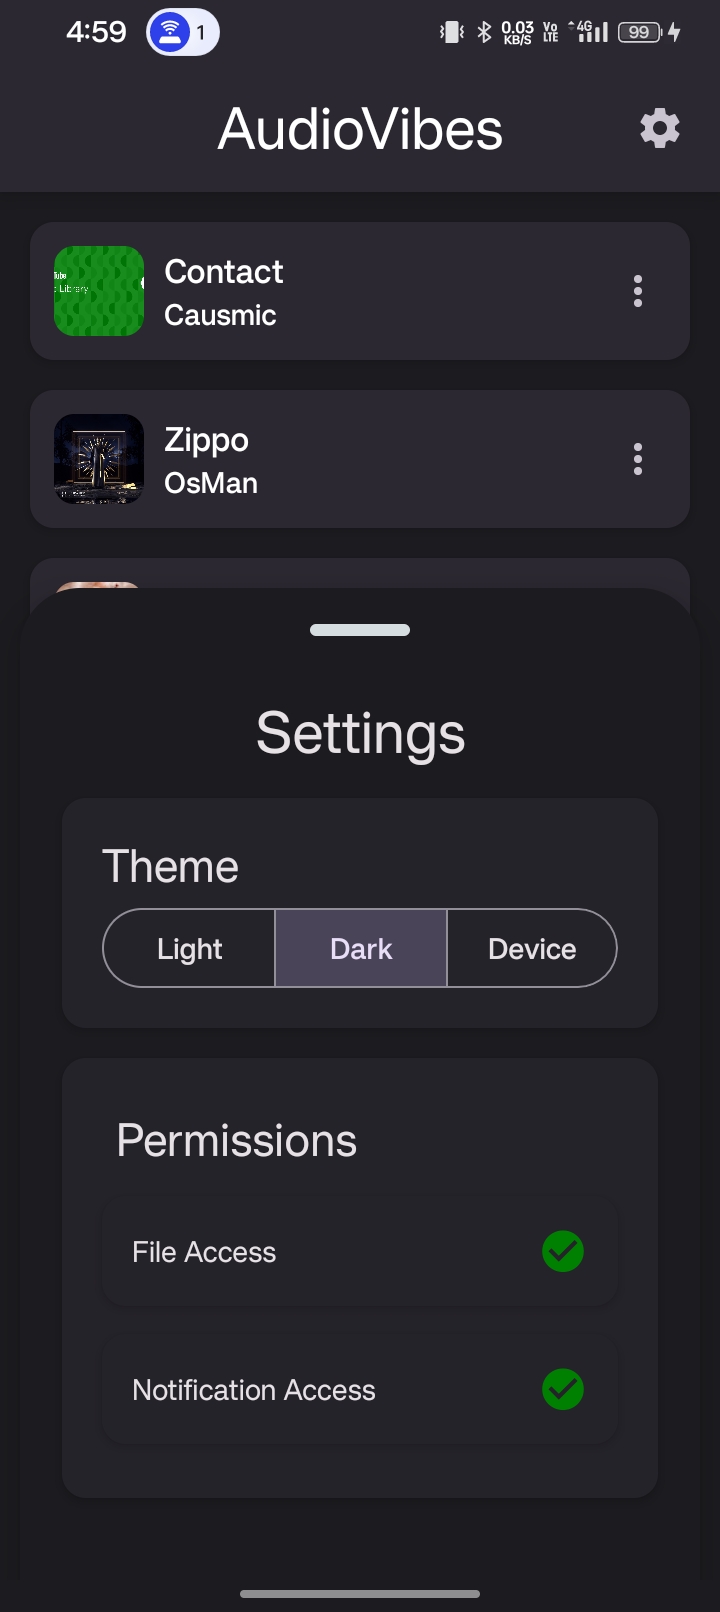 4:59 1 0.03 KB/S Vo LTE 4G 99
AudioVibes
Contact
Causmic
Library
Zippo
OsMan
Settings
Theme
Light Dark Device
Permissions
File Access
Notification Access